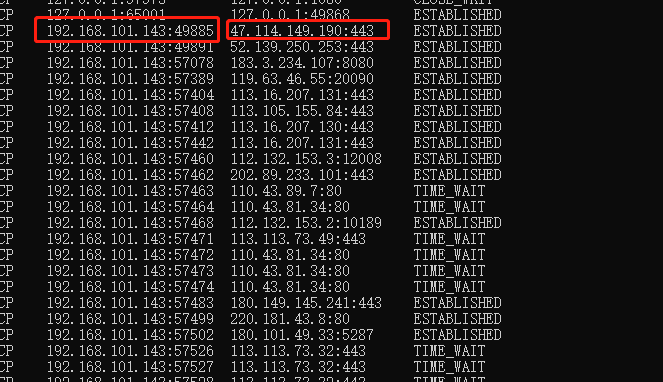 127.0.0.1:65001 127.0.0.1:49868 ESTABLISHED
CP 192.168.101.143:49885 47.114.149.190:443 ESTABLISHED
CP 192.168.101.143:49891 52.139.250.253:443 ESTABLISHED
CP 192.168.101.143:57078 183.3.234.107:8080 ESTABLISHED
CP 192.168.101.143:57389 119.63.46.55:20090 ESTABLISHED
CP 192.168.101.143:57404 113.16.207.131:443 ESTABLISHED
CP 192.168.101.143:57408 113.105.155.84:443 ESTABLISHED
CP 192.168.101.143:57412 113.16.207.130:443 ESTABLISHED
CP 192.168.101.143:57442 113.16.207.131:443 ESTABLISHED
CP 192.168.101.143:57460 112.132.153.3:12008 ESTABLISHED
CP 192.168.101.143:57462 202.89.233.101:443 ESTABLISHED
CP 192.168.101.143:57463 110.43.89.7:80 TIME_WAIT
CP 192.168.101.143:57464 110.43.81.34:80 TIME_WAIT
CP 192.168.101.143:57468 112.132.153.2:10189 ESTABLISHED
CP 192.168.101.143:57471 113.113.73.49:443 TIME_WAIT
CP 192.168.101.143:57472 110.43.81.34:80 TIME_WAIT
CP 192.168.101.143:57473 110.43.81.34:80 TIME_WAIT
CP 192.168.101.143:57474 110.43.81.34:80 TIME_WAIT
CP 192.168.101.143:57483 180.149.145.241:443 ESTABLISHED
CP 192.168.101.143:57499 220.181.43.8:80 ESTABLISHED
CP 192.168.101.143:57502 180.101.49.33:5287 ESTABLISHED
CP 192.168.101.143:57526 113.113.73.32:443 TIME_WAIT
CP 192.168.101.143:57527 113.113.73.32:443 TIME_WAIT
CP 192.168.101.143:57528 113.113.73.32:443 TIME_WAIT